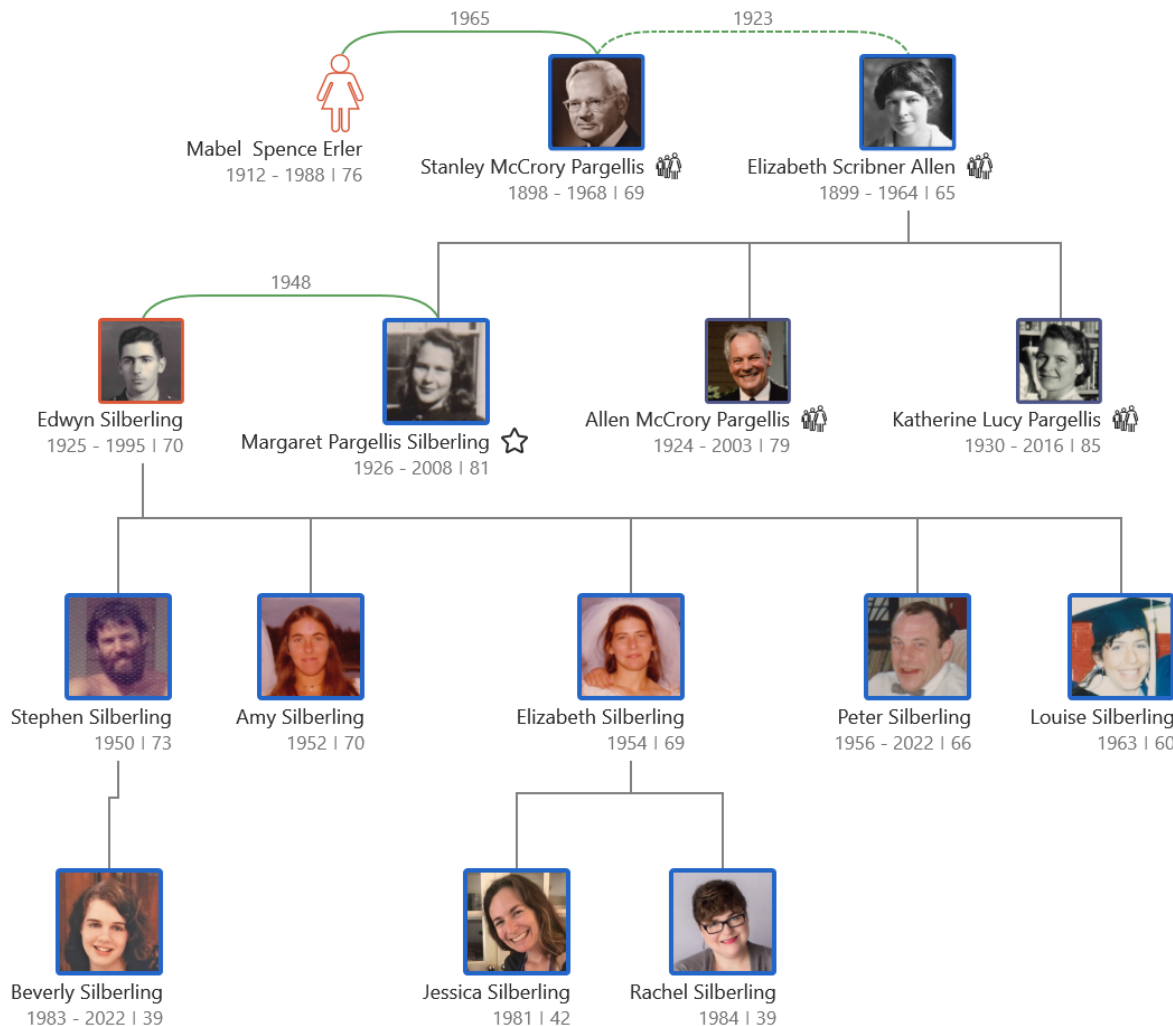 1965
1923
Mabel  Spence Erler
1912 - 1988 | 76
Stanley McCrory Pargellis
1898 - 1968 | 69
Elizabeth Scribner Allen
1899 - 1964 | 65
1948
Edwyn Silberling
1925 - 1995 | 70
Margaret Pargellis Silberling
1926 - 2008 | 81
Allen McCrory Pargellis
1924 - 2003 | 79
Katherine Lucy Pargellis
1930 - 2016 | 85
Stephen Silberling
1950 | 73
Amy Silberling
1952 | 70
Elizabeth Silberling
1954 | 69
Peter Silberling
1956 - 2022 | 66
Louise Silberling
1963 | 60
Beverly Silberling
1983 - 2022 | 39
Jessica Silberling
1981 | 42
Rachel Silberling
1984 | 39